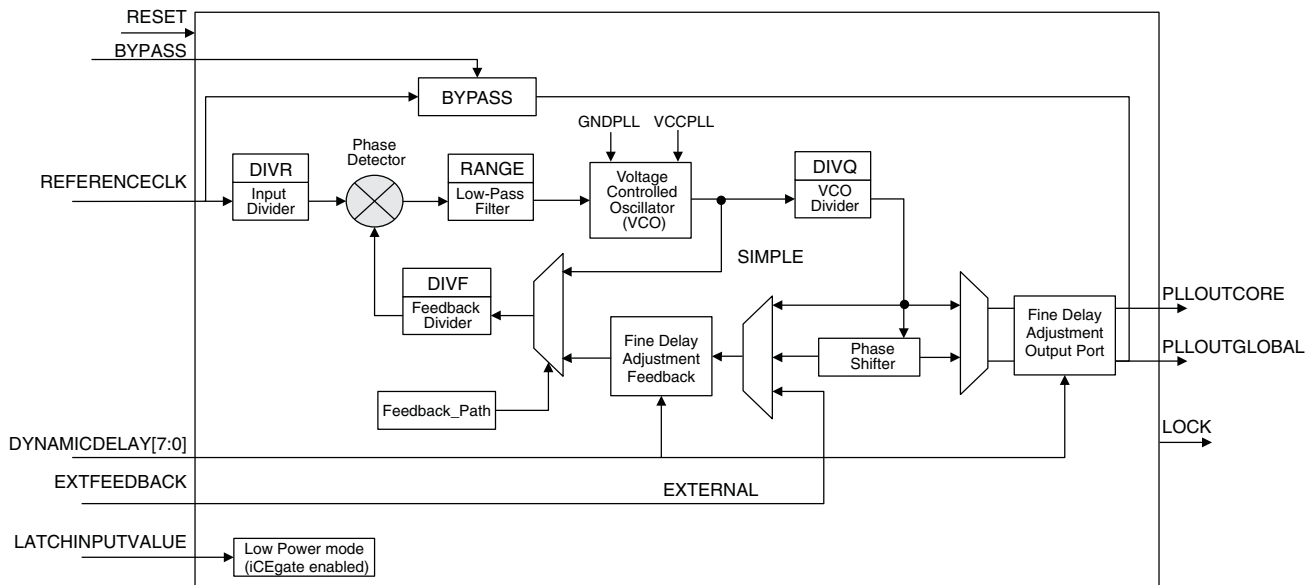 RESET
BYPASS
BYPASS
GNDPLL
VCCPLL
Phase
Detector
REFERENCECLK
DIVR
Input
Divider
RANGE
Low-Pass
Filter
Voltage
Controlled
Oscillator
(VCO)
DIVQ
VCO
Divider
SIMPLE
DIVF
Feedback
Divider
Fine Delay
Adjustment
Feedback
Phase
Shifter
Fine Delay
Adjustment
Output Port
PLLOUTCORE
PLLOUTGLOBAL
Feedback_Path
DYNAMICDELAY[7:0]
LOCK
EXTFEEDBACK
EXTERNAL
LATCHINPUTVALUE
Low Power mode
(iCEgate enabled)